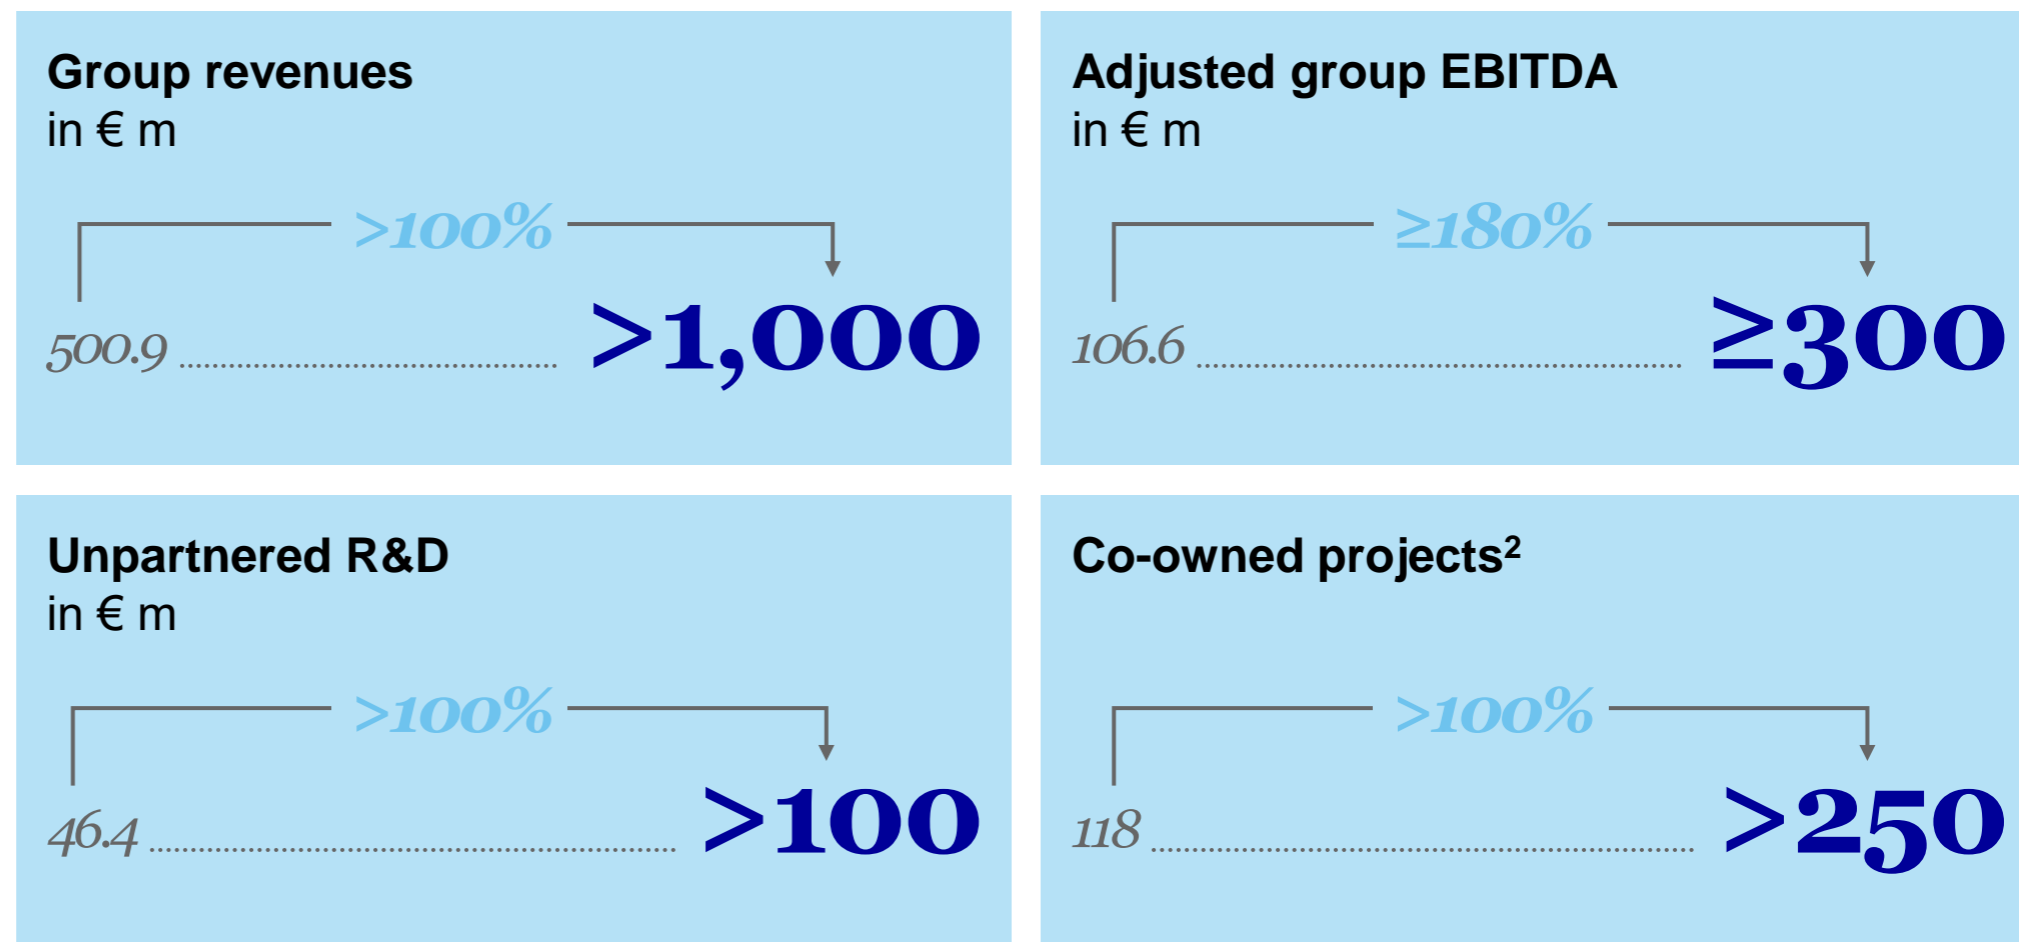 Group revenues
in € m
>100%
500.9 >1,000
Adjusted group EBITDA
in € m
≥180%
106.6 ≥300
Unpartnered R&D
in € m
>100%
46.4 >100
Co-owned projects²
>100%
118 >250